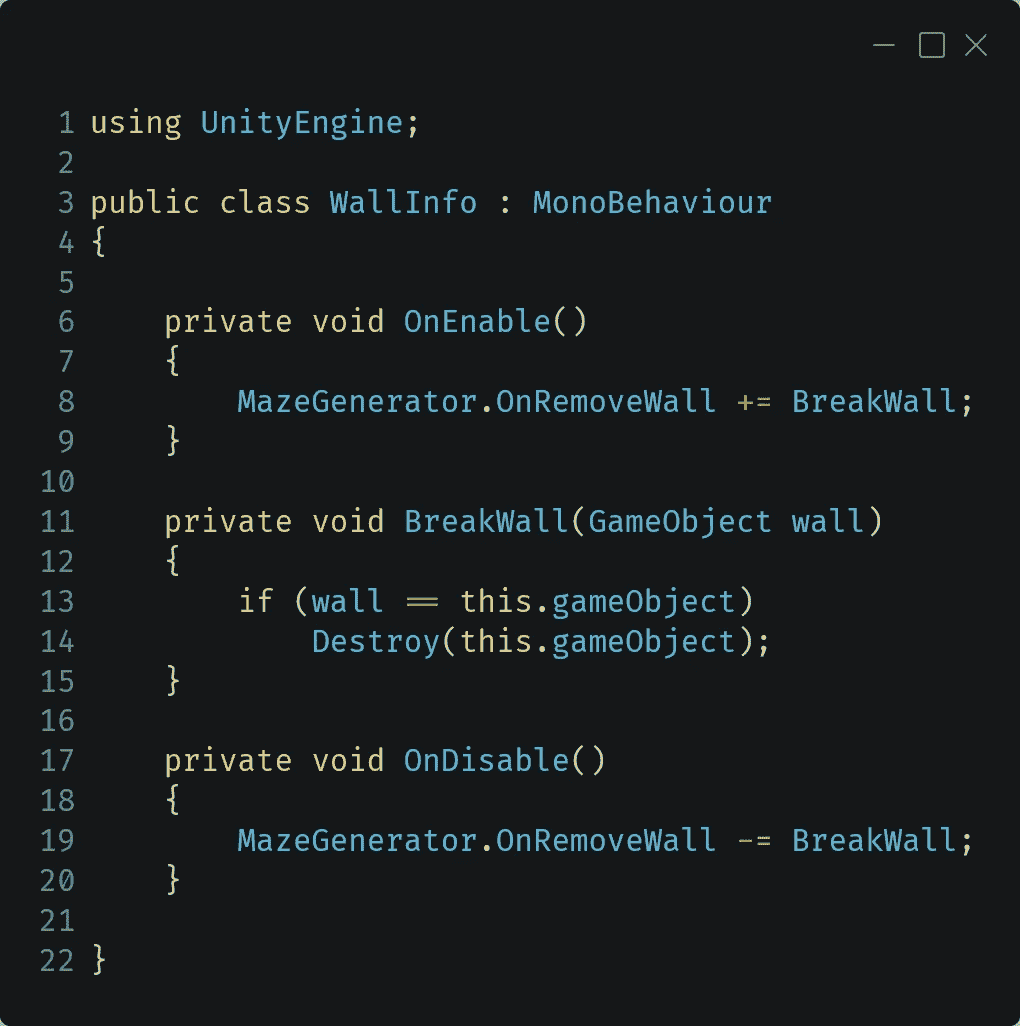 1 using UnityEngine;
2
3 public class WallInfo : MonoBehaviour
4 {
5
6     private void OnEnable()
7     {
8         MazeGenerator.OnRemoveWall += BreakWall;
9     }
10
11     private void BreakWall(GameObject wall)
12     {
13         if (wall == this.gameObject)
14             Destroy(this.gameObject);
15     }
16
17     private void OnDisable()
18     {
19         MazeGenerator.OnRemoveWall -= BreakWall;
20     }
21
22 }